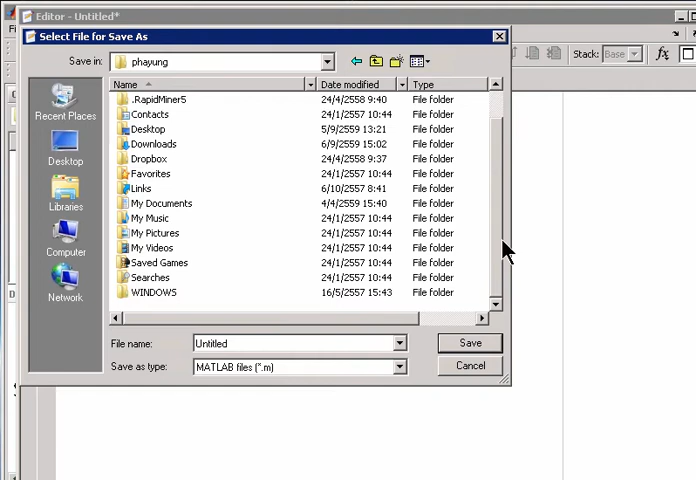 Editor - Untitled*
Select File for Save As
Save in: phayung
Stack: Base fx
Name Date modified Type
.RapidMiner5 24/4/2558 9:40 File folder
Contacts 24/1/2557 10:44 File folder
Desktop 5/9/2559 13:21 File folder
Downloads 6/9/2559 15:02 File folder
Dropbox 24/4/2558 9:37 File folder
Favorites 24/1/2557 10:44 File folder
Links 6/10/2557 8:41 File folder
My Documents 4/4/2559 15:40 File folder
My Music 24/1/2557 10:44 File folder
My Pictures 24/1/2557 10:44 File folder
My Videos 24/1/2557 10:44 File folder
Saved Games 24/1/2557 10:44 File folder
Searches 24/1/2557 10:44 File folder
WINDOWS 16/5/2557 15:43 File folder
Recent Places
Desktop
Libraries
Computer
Network
File name: Untitled Save
Save as type: MATLAB files (*.m) Cancel